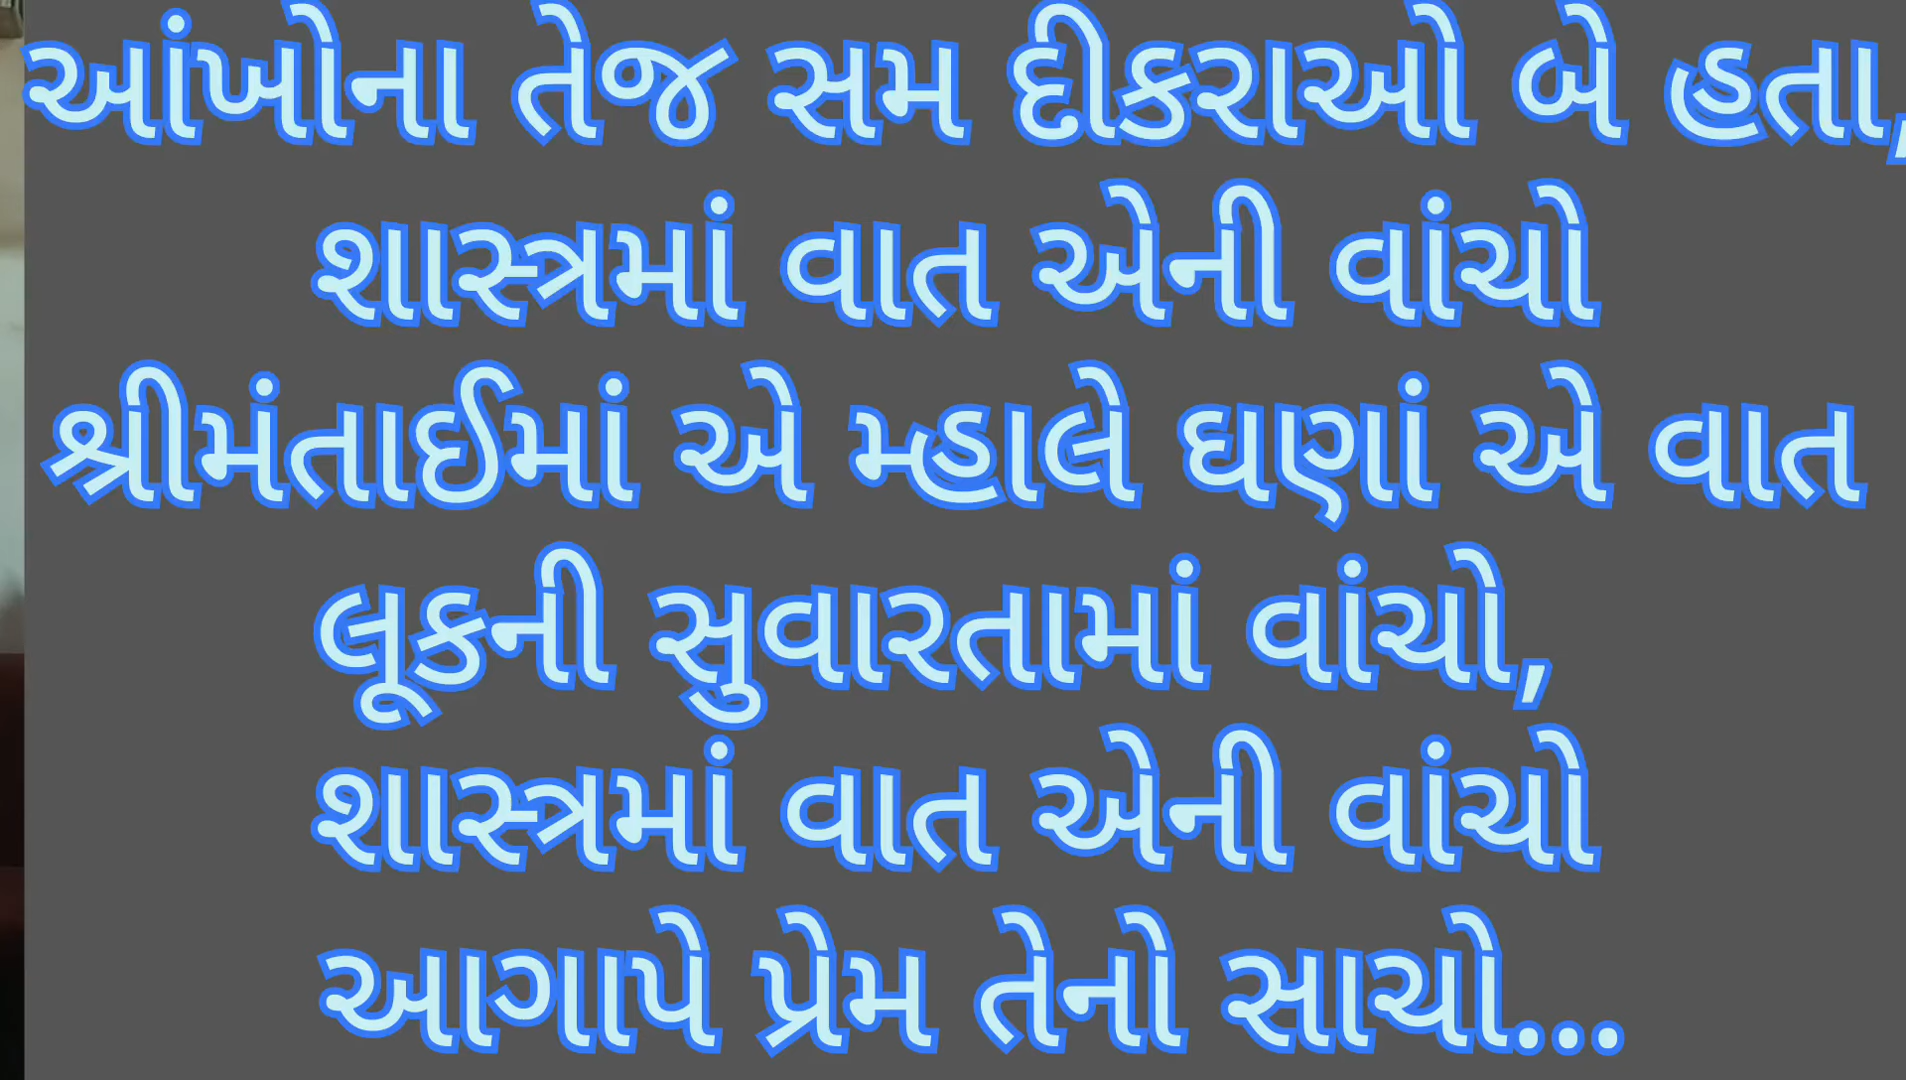 આંખોના તેજ સમ દીકરાઓ બે હતા,
શાસ્ત્રમાં વાત એની વાંચો
શ્રીમંતાઈમાં એ મ્હાલે ઘણાં એ વાત
લૂકની સુવારતામાં વાંચો,
શાસ્ત્રમાં વાત એની વાંચો
આગાપે પ્રેમ તેનો સાચો...